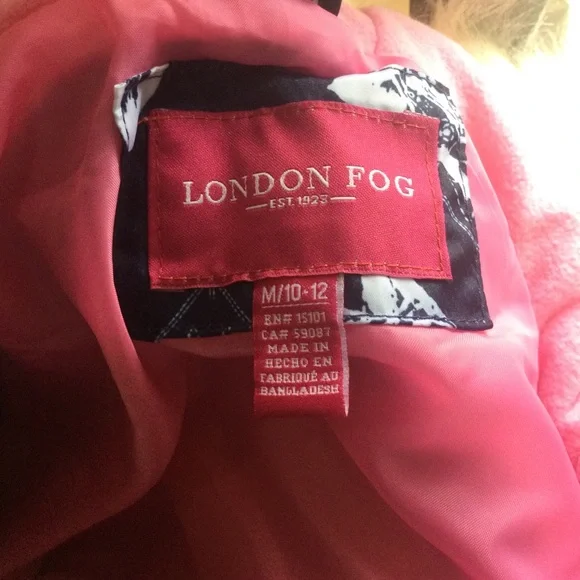 LONDON FOG
EST. 1923
M/10-12
RN# 15101
CA# 59087
MADE IN
HECHO EN
FABRIQUÉ AU
BANGLADESH